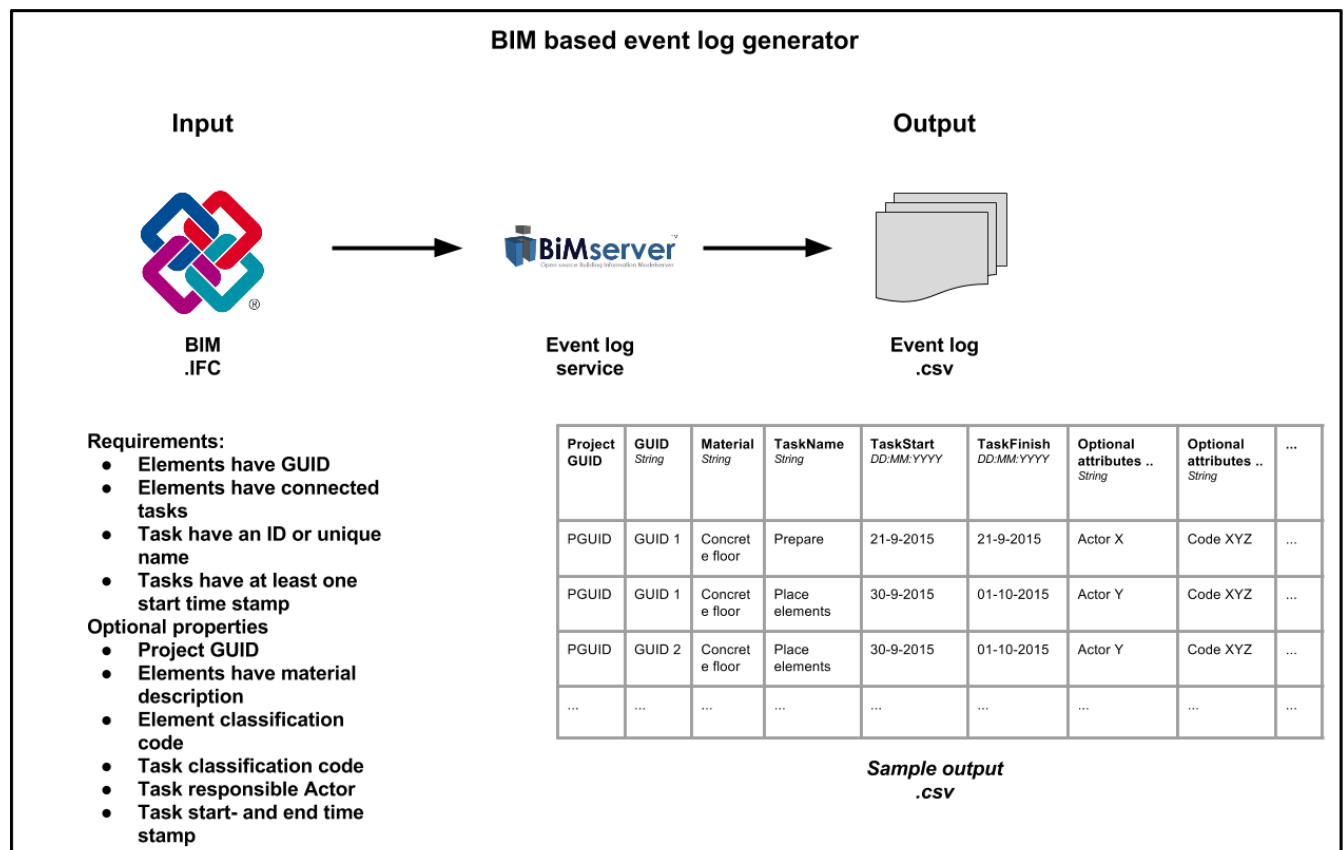 BIM based event log generator
Input
Output
®
BiMserver™
Open source Building Information Modelserver
BIM
.IFC
Event log
service
Event log
.csv
Requirements:
● Elements have GUID
● Elements have connected
tasks
● Task have an ID or unique
name
● Tasks have at least one
start time stamp
Optional properties
● Project GUID
● Elements have material
description
● Element classification
code
● Task classification code
● Task responsible Actor
● Task start- and end time
stamp
Project GUID String Material TaskName TaskStart TaskFinish Optional Optional ...
GUID String String String DD:MM:YYYY DD:MM:YYYY attributes .. attributes ..
String String
PGUID GUID 1 Concret Prepare 21-9-2015 21-9-2015 Actor X Code XYZ ...
e floor
PGUID GUID 1 Concret Place 30-9-2015 01-10-2015 Actor Y Code XYZ ...
e floor elements
PGUID GUID 2 Concret Place 30-9-2015 01-10-2015 Actor Y Code XYZ ...
e floor elements
... ... ... ... ... ... ... ... ...
Sample output
.csv